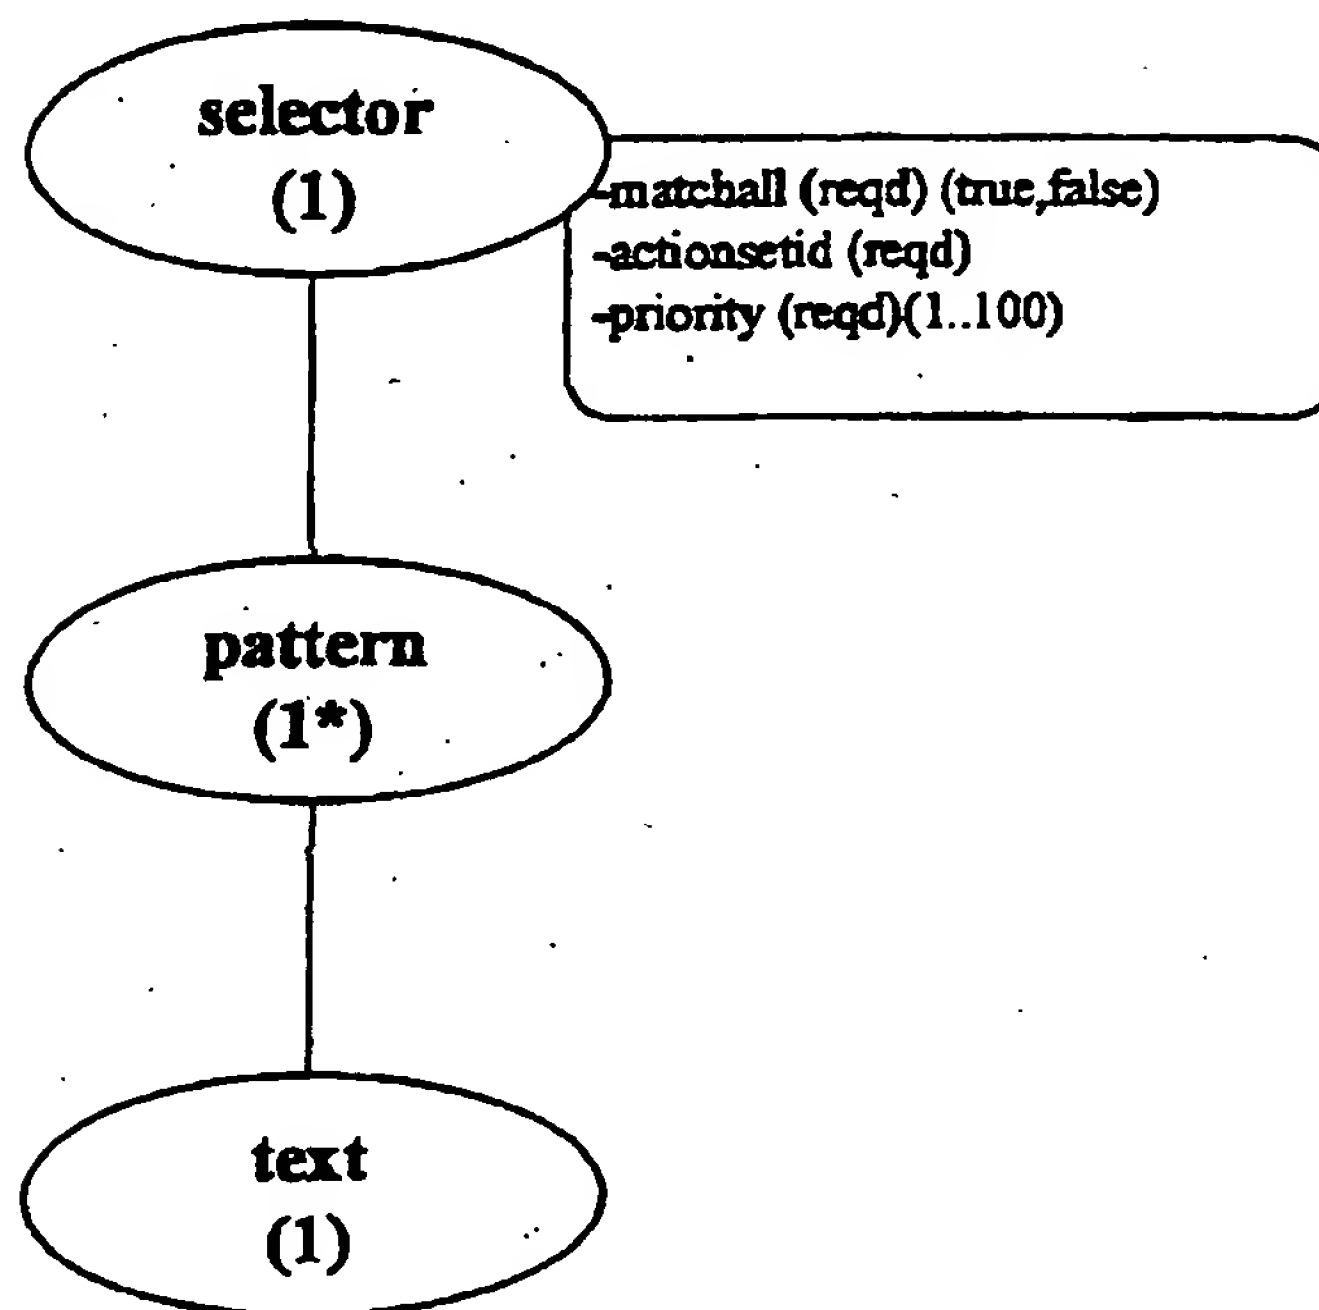 selector
(1)
-matchall (reqd) (true,false)
-actionsetid (reqd)
-priority (reqd)(1..100)
pattern
(1*)
text
(1)